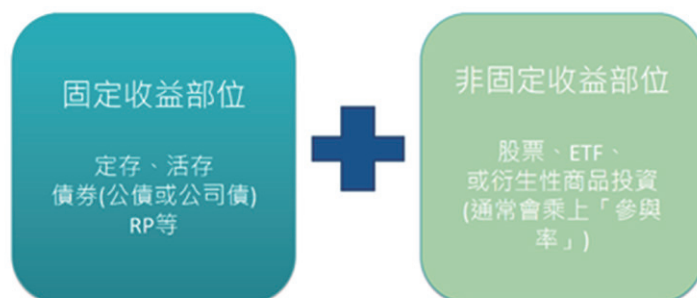 固定收益部位
定存、活存
債券(公債或公司債)
RP等
非固定收益部位
股票、ETF、
或衍生性商品投資
(通常會乘上「參與
率」)